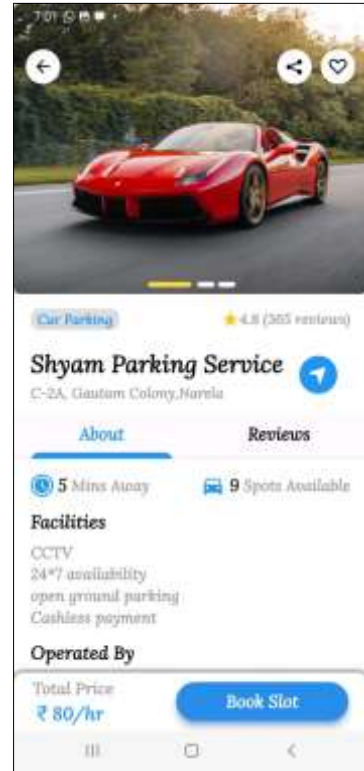 7:01
Car Parking
4.8 (365 reviews)
Shyam Parking Service
C-2A, Gautam Colony,Narela
About Reviews
5 Mins Away 9 Spots Available
Facilities
CCTV
24*7 availability
open ground parking
Cashless payment
Operated By
Total Price
₹ 80/hr
Book Slot